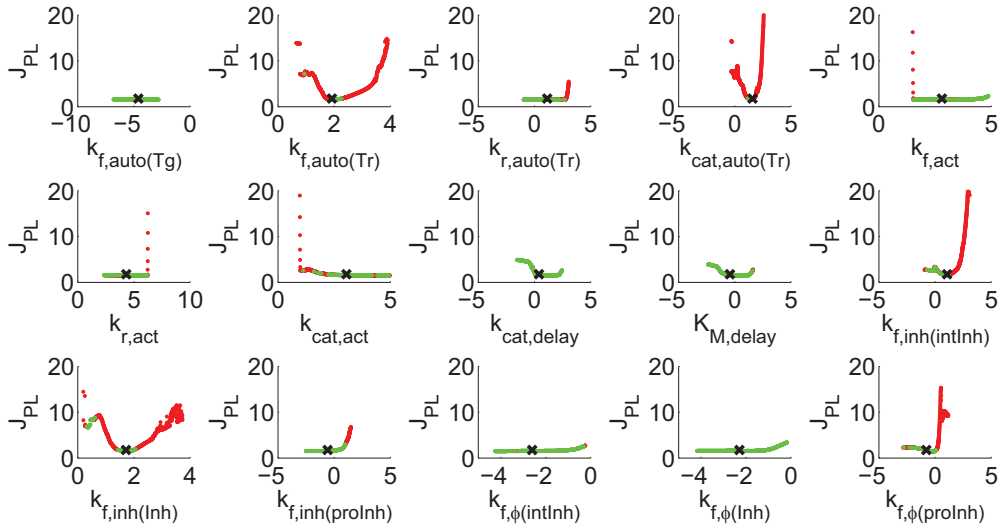 20 20 20 20 20
J_PL J_PL J_PL J_PL J_PL
10 10 10 10 10
0 0 0 0 0
-10 -5 0 0 2 4 -5 0 5 -5 0 5 0 5
k_f,auto(Tg) k_f,auto(Tr) k_r,auto(Tr) k_cat,auto(Tr) k_f,act
20 20 20 20 20
J_PL J_PL J_PL J_PL J_PL
10 10 10 10 10
0 0 0 0 0
0 5 10 0 5 -5 0 5 -5 0 5 -5 0 5
k_r,act k_cat,act k_cat,delay K_M,delay k_f,inh(intInh)
20 20 20 20 20
J_PL J_PL J_PL J_PL J_PL
10 10 10 10 10
0 0 0 0 0
0 2 4 -5 0 5 -4 -2 0 -4 -2 0 -5 0 5
k_f,inh(Inh) k_f,inh(proInh) k_f,ϕ(intInh) k_f,ϕ(Inh) k_f,ϕ(proInh)